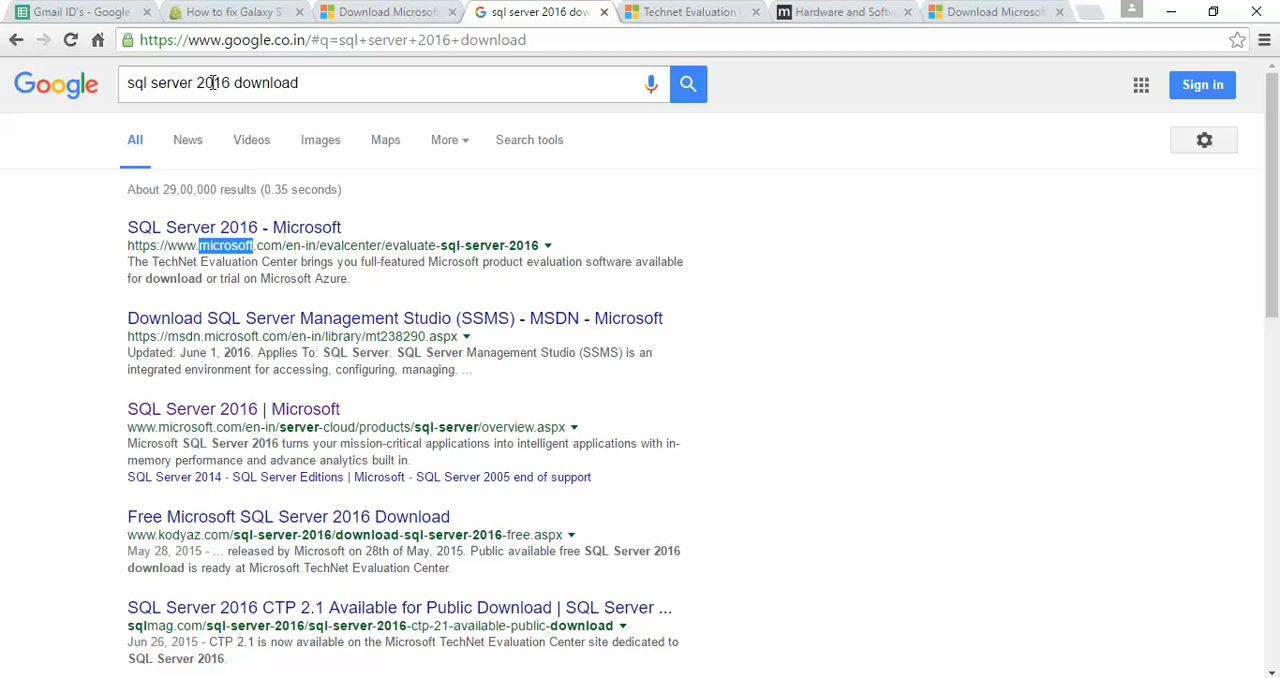 Gmail ID's - Google
How to fix Galaxy S
Download Microsof
sql server 2016 dow
Technet Evaluation
Hardware and Softw
Download Microsof
https://www.google.co.in/#q=sql+server+2016+download
Google
sql server 2016 download
Sign in
All
News
Videos
Images
Maps
More
Search tools
About 29,00,000 results (0.35 seconds)
SQL Server 2016 - Microsoft
https://www.microsoft.com/en-in/evalcenter/evaluate-sql-server-2016
The TechNet Evaluation Center brings you full-featured Microsoft product evaluation software available
for download or trial on Microsoft Azure.
Download SQL Server Management Studio (SSMS) - MSDN - Microsoft
https://msdn.microsoft.com/en-in/library/mt238290.aspx
Updated: June 1, 2016. Applies To: SQL Server. SQL Server Management Studio (SSMS) is an
integrated environment for accessing, configuring, managing, ...
SQL Server 2016 | Microsoft
www.microsoft.com/en-in/server-cloud/products/sql-server/overview.aspx
Microsoft SQL Server 2016 turns your mission-critical applications into intelligent applications with in-
memory performance and advance analytics built in.
SQL Server 2014 - SQL Server Editions | Microsoft - SQL Server 2005 end of support
Free Microsoft SQL Server 2016 Download
www.kodyaz.com/sql-server-2016/download-sql-server-2016-free.aspx
May 28, 2015 - ... released by Microsoft on 28th of May, 2015. Public available free SQL Server 2016
download is ready at Microsoft TechNet Evaluation Center.
SQL Server 2016 CTP 2.1 Available for Public Download | SQL Server ...
sqlmag.com/sql-server-2016/sql-server-2016-ctp-21-available-public-download
Jun 26, 2015 - CTP 2.1 is now available on the Microsoft TechNet Evaluation Center site dedicated to
SQL Server 2016.